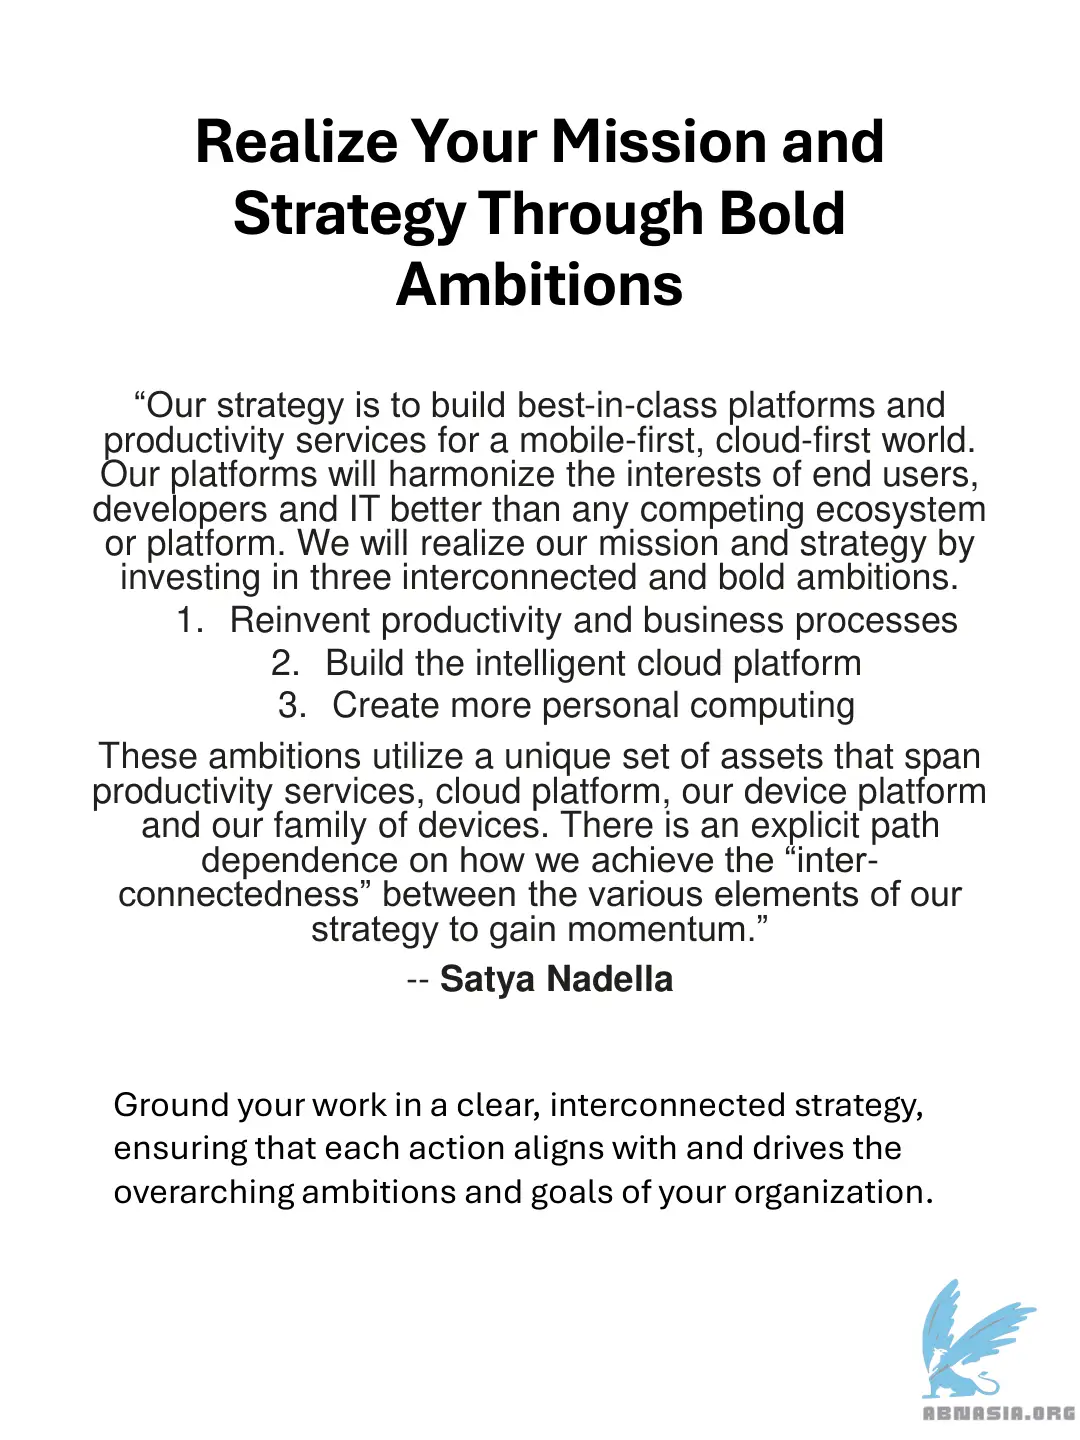 Realize Your Mission and
Strategy Through Bold
Ambitions
“Our strategy is to build best-in-class platforms and
productivity services for a mobile-first, cloud-first world.
Our platforms will harmonize the interests of end users,
developers and IT better than any competing ecosystem
or platform. We will realize our mission and strategy by
investing in three interconnected and bold ambitions.
1. Reinvent productivity and business processes
2. Build the intelligent cloud platform
3. Create more personal computing
These ambitions utilize a unique set of assets that span
productivity services, cloud platform, our device platform
and our family of devices. There is an explicit path
dependence on how we achieve the “inter-
connectedness” between the various elements of our
strategy to gain momentum.”
-- Satya Nadella
Ground your work in a clear, interconnected strategy,
ensuring that each action aligns with and drives the
overarching ambitions and goals of your organization.
ABNASIA.ORG